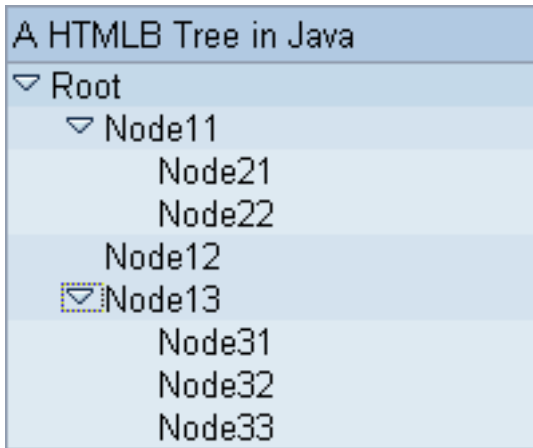 A HTMLB Tree in Java
Root
Node11
Node21
Node22
Node12
Node13
Node31
Node32
Node33